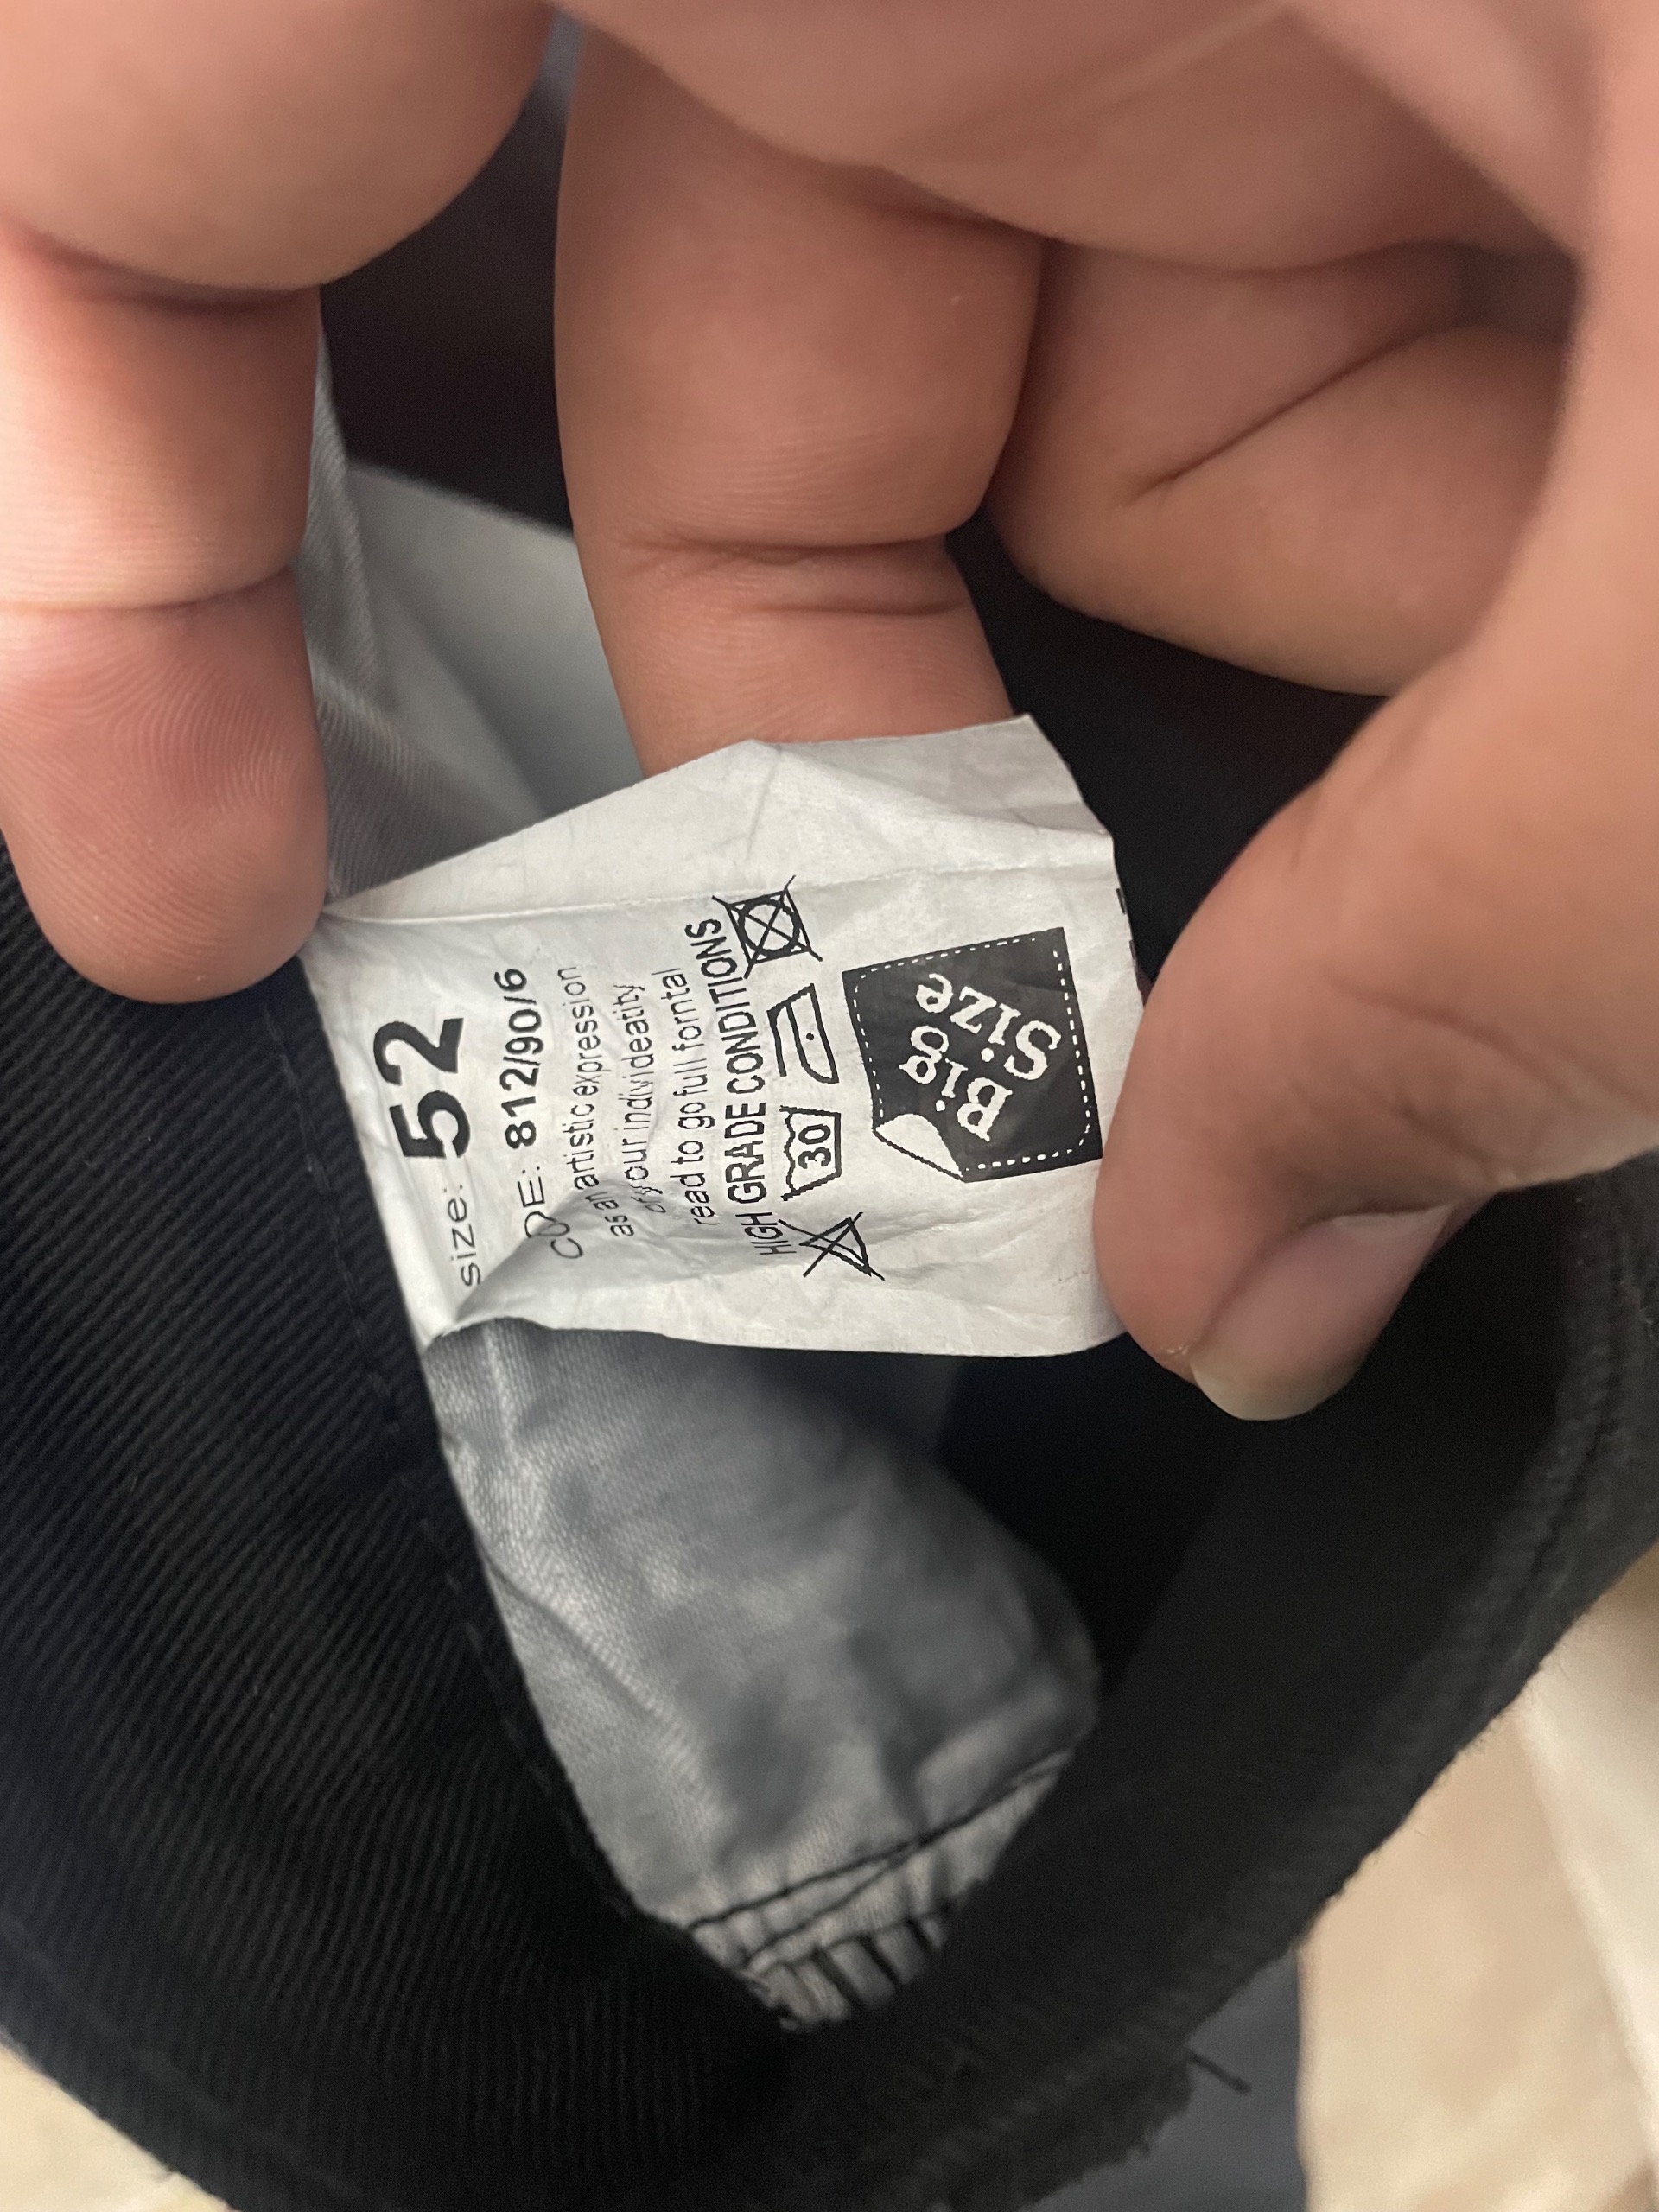 size: 52
CODE: 812/90/6
as an artistic expression
of your individeatity
read to go full forntal
HIGH GRADE CONDITIONS
30
Big
Size